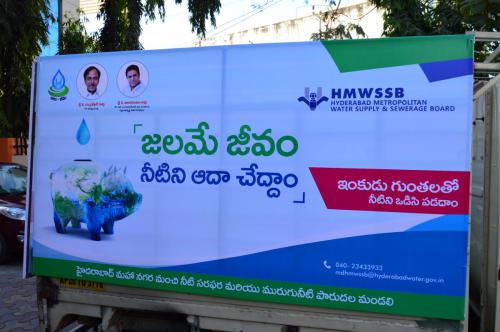 HMWSSB
HYDERABAD METROPOLITAN
WATER SUPPLY & SEWERAGE BOARD
జలమే జీవం
నీటిని ఆదా చేద్దాం
ఇంకుడు గుంతలతో
నీటిని ఒడిసి పడదాం
040- 23433933
mdhmwssb@hyderabadwater.gov.in
హైదరాబాద్ మహా నగర మంచి నీటి సరఫర మరియు మురుగునీటి పారుదల మండలి